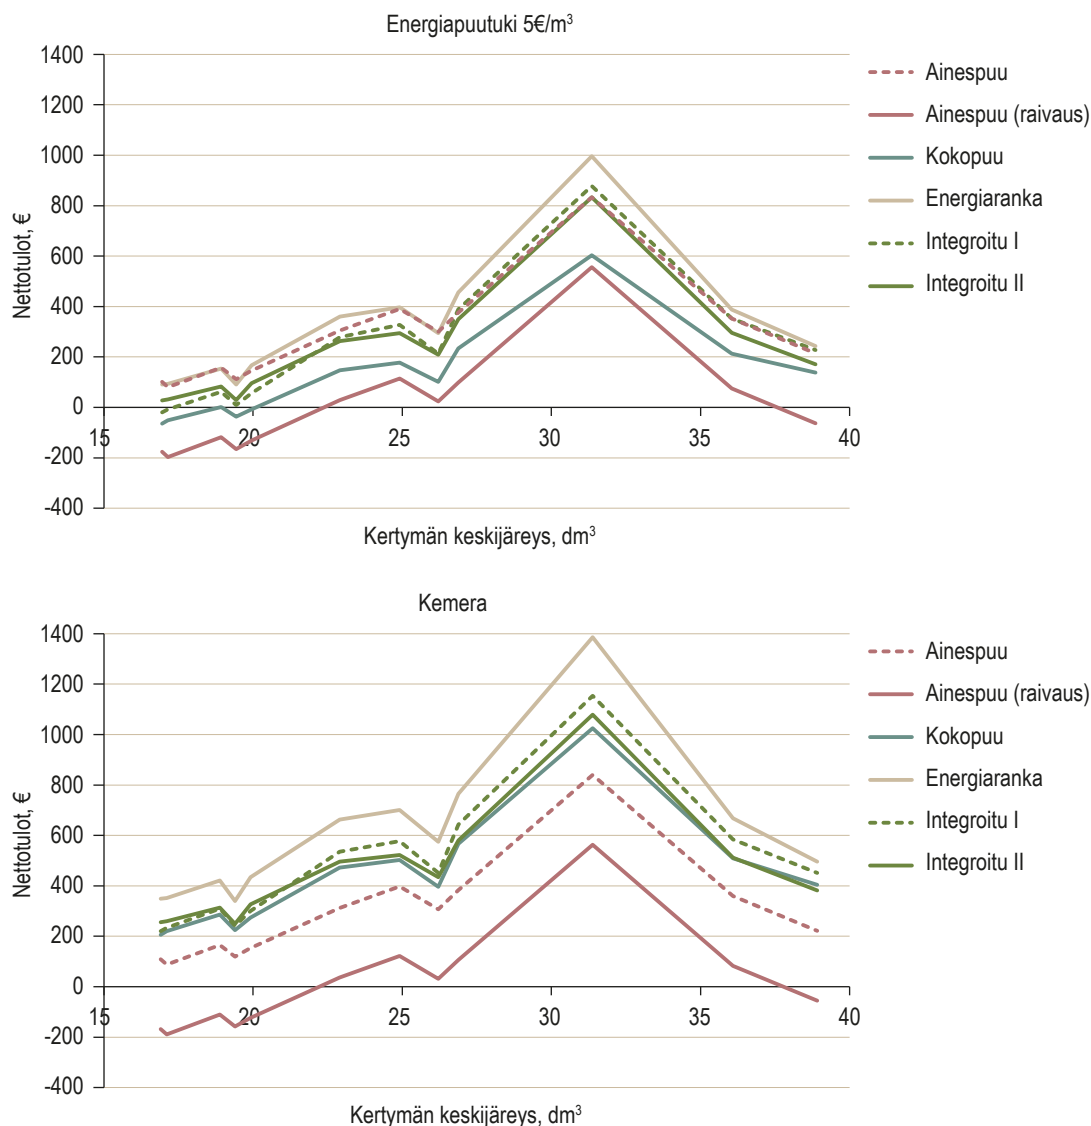 Energiapuutuki 5€/m³
Nettotulot, €
1400
1200
1000
800
600
400
200
0
-200
-400
15
20
25
30
35
40
Kertymän keskijäreys, dm³
Ainespuu
Ainespuu (raivaus)
Kokopuu
Energiaranka
Integroitu I
Integroitu II
Kemera
Nettotulot, €
1400
1200
1000
800
600
400
200
0
-200
-400
15
20
25
30
35
40
Kertymän keskijäreys, dm³
Ainespuu
Ainespuu (raivaus)
Kokopuu
Energiaranka
Integroitu I
Integroitu II